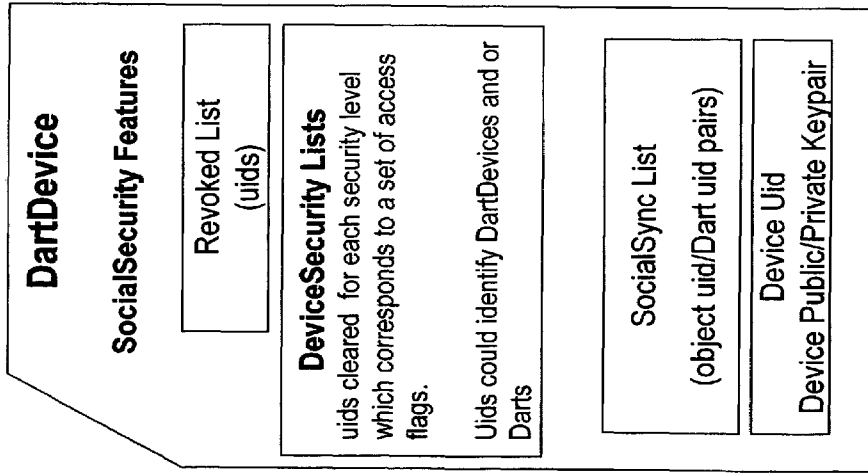 DartDevice
SocialSecurity Features
Revoked List
(uids)
DeviceSecurity Lists
uids cleared for each security level
which corresponds to a set of access
flags.
Uids could identify DartDevices and or
Darts
SocialSync List
(object uid/Dart uid pairs)
Device Uid
Device Public/Private Keypair